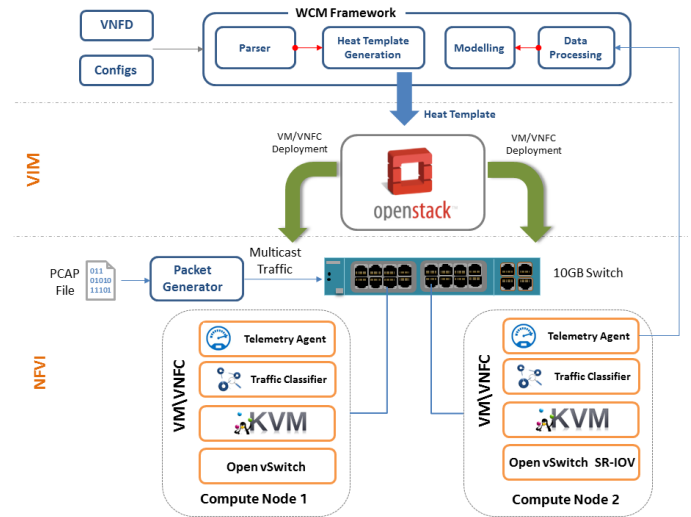 WCM Framework
VNFD
Configs
Parser
Heat Template
Generation
Modelling
Data
Processing
Heat Template
VM/VNFC
Deployment
VM/VNFC
Deployment
VIM
openstack
Multicast
Traffic
PCAP
File
011
01010
11101
Packet
Generator
10GB Switch
NFVI
VM\VNFC
Telemetry Agent
Traffic Classifier
KVM
Open vSwitch
Compute Node 1
VM\VNFC
Telemetry Agent
Traffic Classifier
KVM
Open vSwitch SR-IOV
Compute Node 2